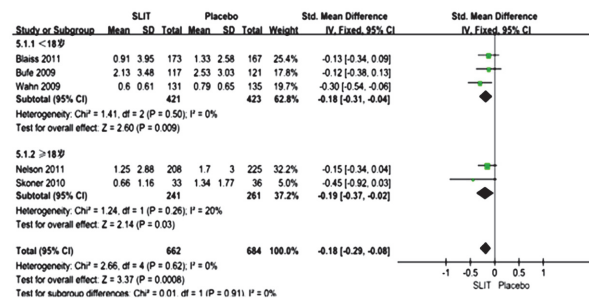 SLIT Placebo Std. Mean Difference Std. Mean Difference
Study or Subgroup Mean SD Total Mean SD Total Weight IV, Fixed, 95% CI IV, Fixed, 95% CI
5.1.1 <18岁
Blaiss 2011 0.91 3.95 173 1.33 2.58 167 25.4% -0.13 [-0.34, 0.09]
Bufe 2009 2.13 3.48 117 2.53 3.03 121 17.7% -0.12 [-0.38, 0.13]
Wahn 2009 0.6 0.61 131 0.79 0.65 135 19.7% -0.30 [-0.54, -0.06]
Subtotal (95% CI) 421 423 62.8% -0.18 [-0.31, -0.04]
Heterogeneity: Chi² = 1.41, df = 2 (P = 0.50); I² = 0%
Test for overall effect: Z = 2.60 (P = 0.009)
5.1.2 ≥18岁
Nelson 2011 1.25 2.88 208 1.7 3 225 32.2% -0.15 [-0.34, 0.04]
Skoner 2010 0.66 1.16 33 1.34 1.77 36 5.0% -0.45 [-0.92, 0.03]
Subtotal (95% CI) 241 261 37.2% -0.19 [-0.37, -0.02]
Heterogeneity: Chi² = 1.24, df = 1 (P = 0.26); I² = 20%
Test for overall effect: Z = 2.14 (P = 0.03)
Total (95% CI) 662 684 100.0% -0.18 [-0.29, -0.08]
Heterogeneity: Chi² = 2.66, df = 4 (P = 0.62); I² = 0%
Test for overall effect: Z = 3.37 (P = 0.0008)
Test for subgroup differences: Chi² = 0.01, df = 1 (P = 0.91), I² = 0%
-1 -0.5 0 0.5 1
SLIT Placebo